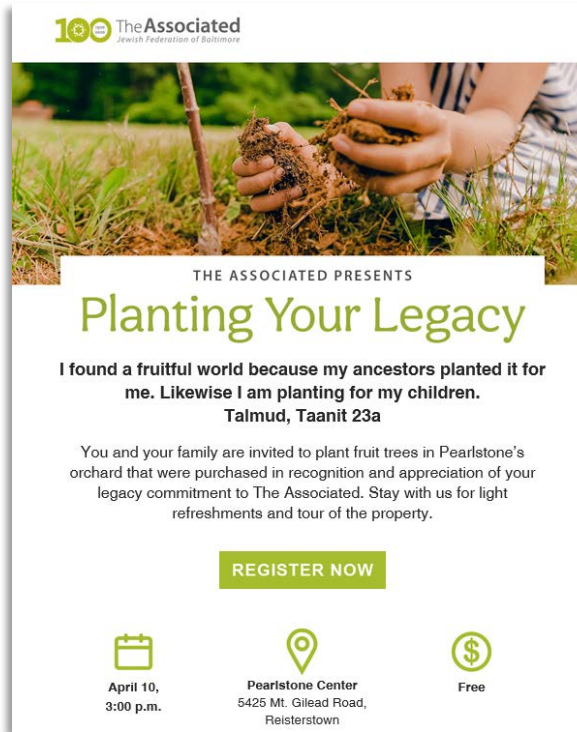 100 The Associated
Jewish Federation of Baltimore
THE ASSOCIATED PRESENTS
Planting Your Legacy
I found a fruitful world because my ancestors planted it for
me. Likewise I am planting for my children.
Talmud, Taanit 23a
You and your family are invited to plant fruit trees in Pearlstone's
orchard that were purchased in recognition and appreciation of your
legacy commitment to The Associated. Stay with us for light
refreshments and tour of the property.
REGISTER NOW
April 10,
3:00 p.m.
Pearlstone Center
5425 Mt. Gilead Road,
Reisterstown
$
Free